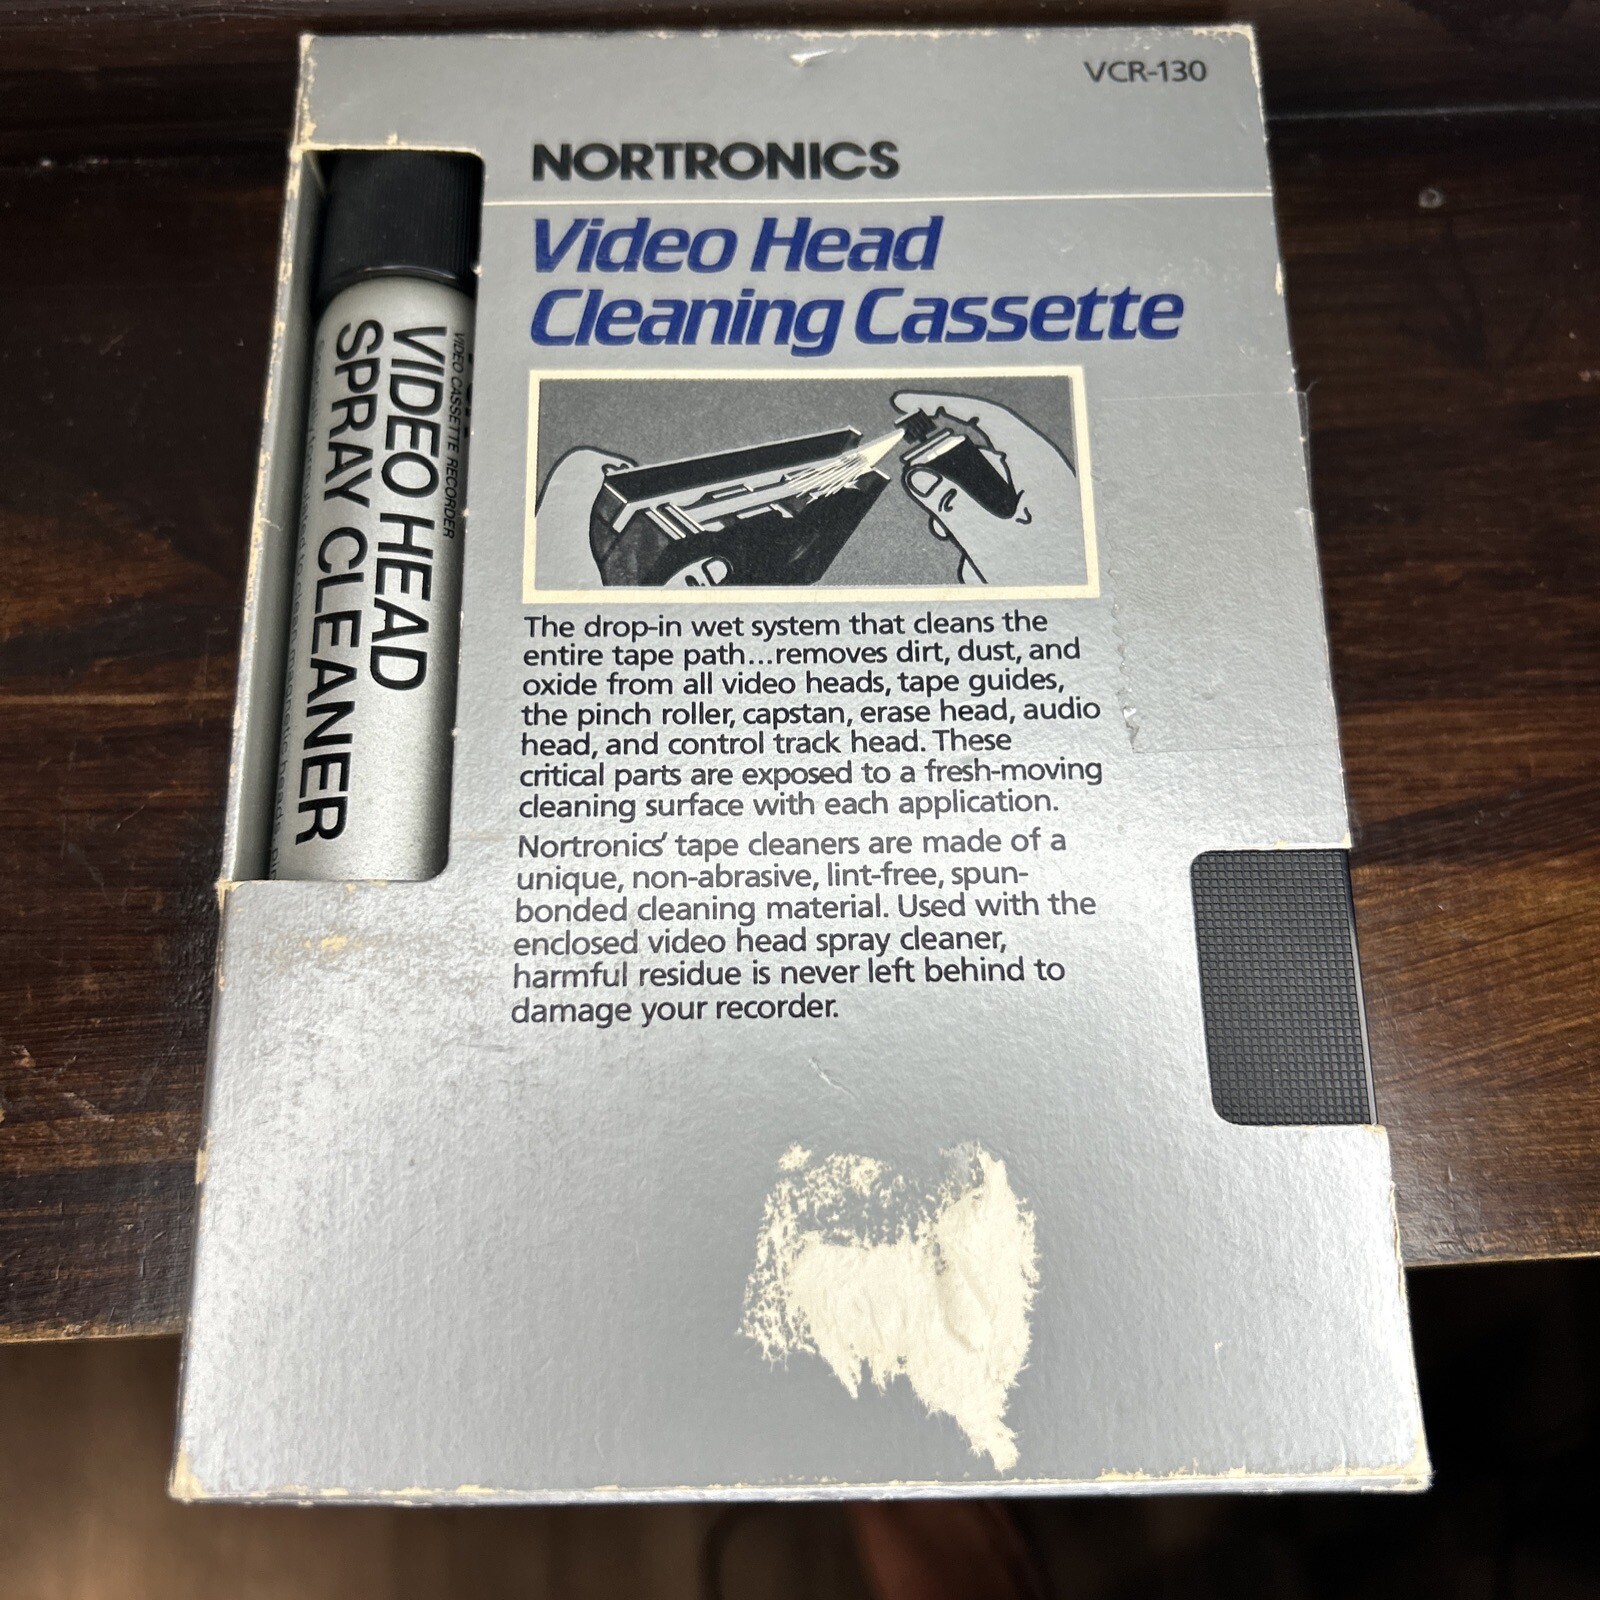 VCR-130
NORTRONICS
Video Head
Cleaning Cassette
The drop-in wet system that cleans the
entire tape path...removes dirt, dust, and
oxide from all video heads, tape guides,
the pinch roller, capstan, erase head, audio
head, and control track head. These
critical parts are exposed to a fresh-moving
cleaning surface with each application.
Nortronics' tape cleaners are made of a
unique, non-abrasive, lint-free, spun-
bonded cleaning material. Used with the
enclosed video head spray cleaner,
harmful residue is never left behind to
damage your recorder.
VIDEO CASSETTE RECORDER
VIDEO HEAD
SPRAY CLEANER
to clean magnetic heads